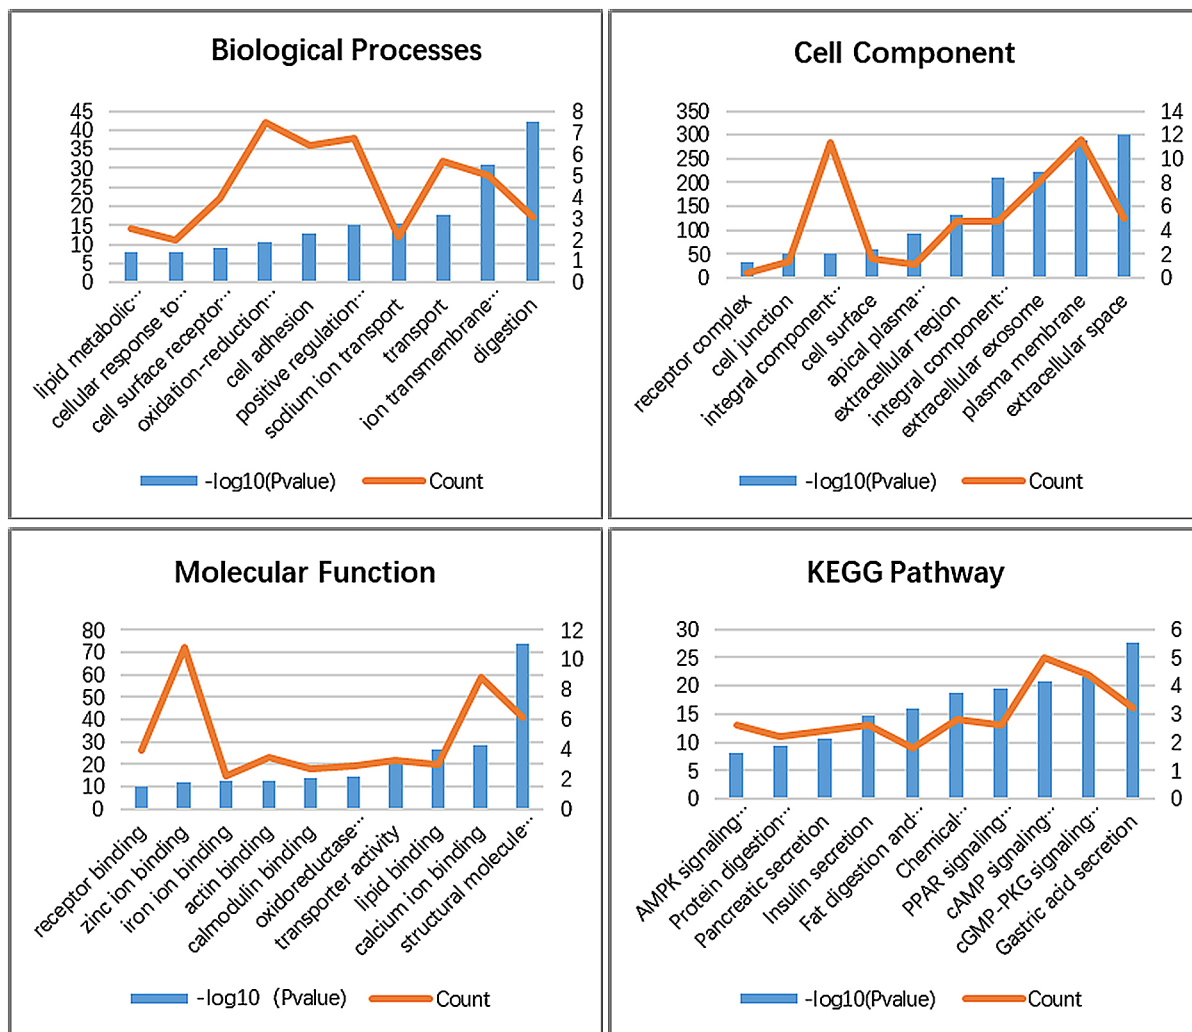 Biological Processes
45
40
35
30
25
20
15
10
5
0
8
7
6
5
4
3
2
1
0
lipid metabolic...
cellular response to...
cell surface receptor...
oxidation-reduction...
cell adhesion
positive regulation...
sodium ion transport
transport
ion transmembrane...
digestion
-log10(Pvalue) Count
Cell Component
350
300
250
200
150
100
50
0
14
12
10
8
6
4
2
0
receptor complex
cell junction
integral component...
cell surface
apical plasma...
extracellular region
integral component...
extracellular exosome
plasma membrane
extracellular space
-log10(Pvalue) Count
Molecular Function
80
70
60
50
40
30
20
10
0
12
10
8
6
4
2
0
receptor binding
zinc ion binding
iron ion binding
actin binding
calmodulin binding
oxidoreductase...
transporter activity
lipid binding
calcium ion binding
structural molecule...
-log10 (Pvalue) Count
KEGG Pathway
30
25
20
15
10
5
0
6
5
4
3
2
1
0
AMPK signaling...
Protein digestion...
Pancreatic secretion
Insulin secretion
Fat digestion and...
Chemical...
PPAR signaling...
cAMP signaling...
cGMP-PKG signaling...
Gastric acid secretion
-log10(Pvalue) Count